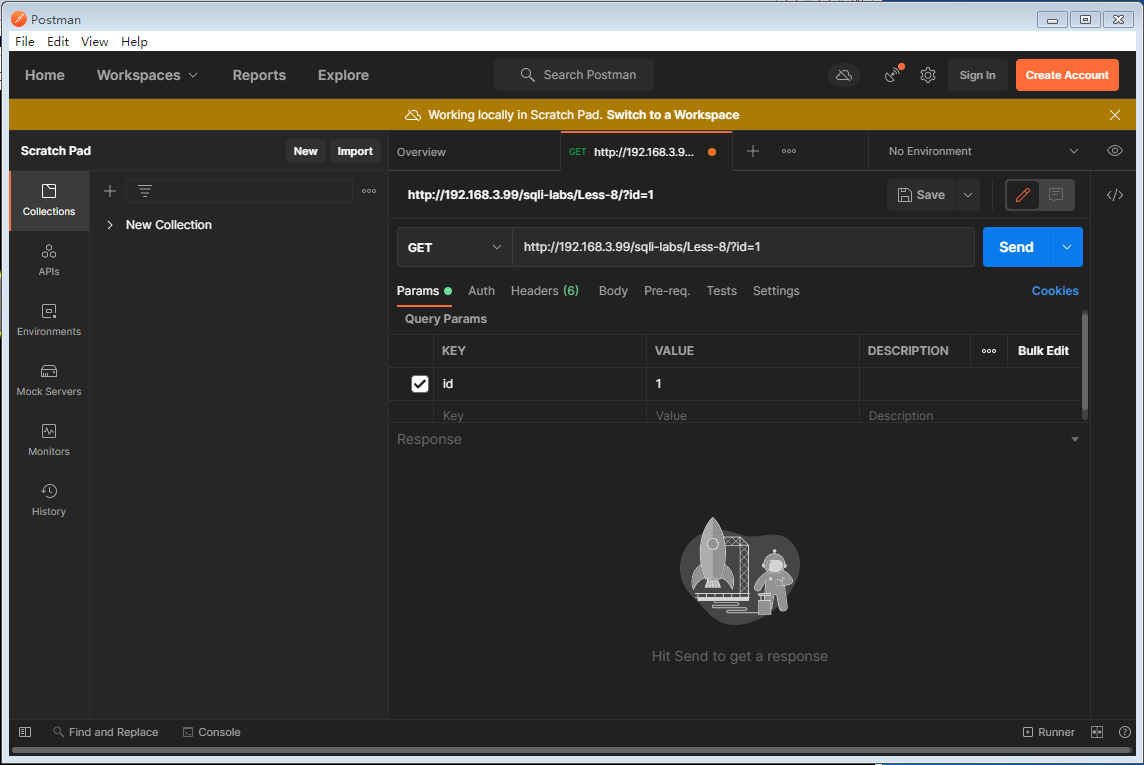 Postman
File Edit View Help
Home Workspaces Reports Explore Search Postman Sign In Create Account
Working locally in Scratch Pad. Switch to a Workspace
Scratch Pad New Import
Overview GET http://192.168.3.9... No Environment
Collections
New Collection
APIs
Environments
Mock Servers
Monitors
History
http://192.168.3.99/sqli-labs/Less-8/?id=1 Save
GET http://192.168.3.99/sqli-labs/Less-8/?id=1 Send
Params Auth Headers (6) Body Pre-req. Tests Settings Cookies
Query Params
KEY VALUE DESCRIPTION Bulk Edit
id 1
Key Value Description
Response
Hit Send to get a response
Find and Replace Console Runner